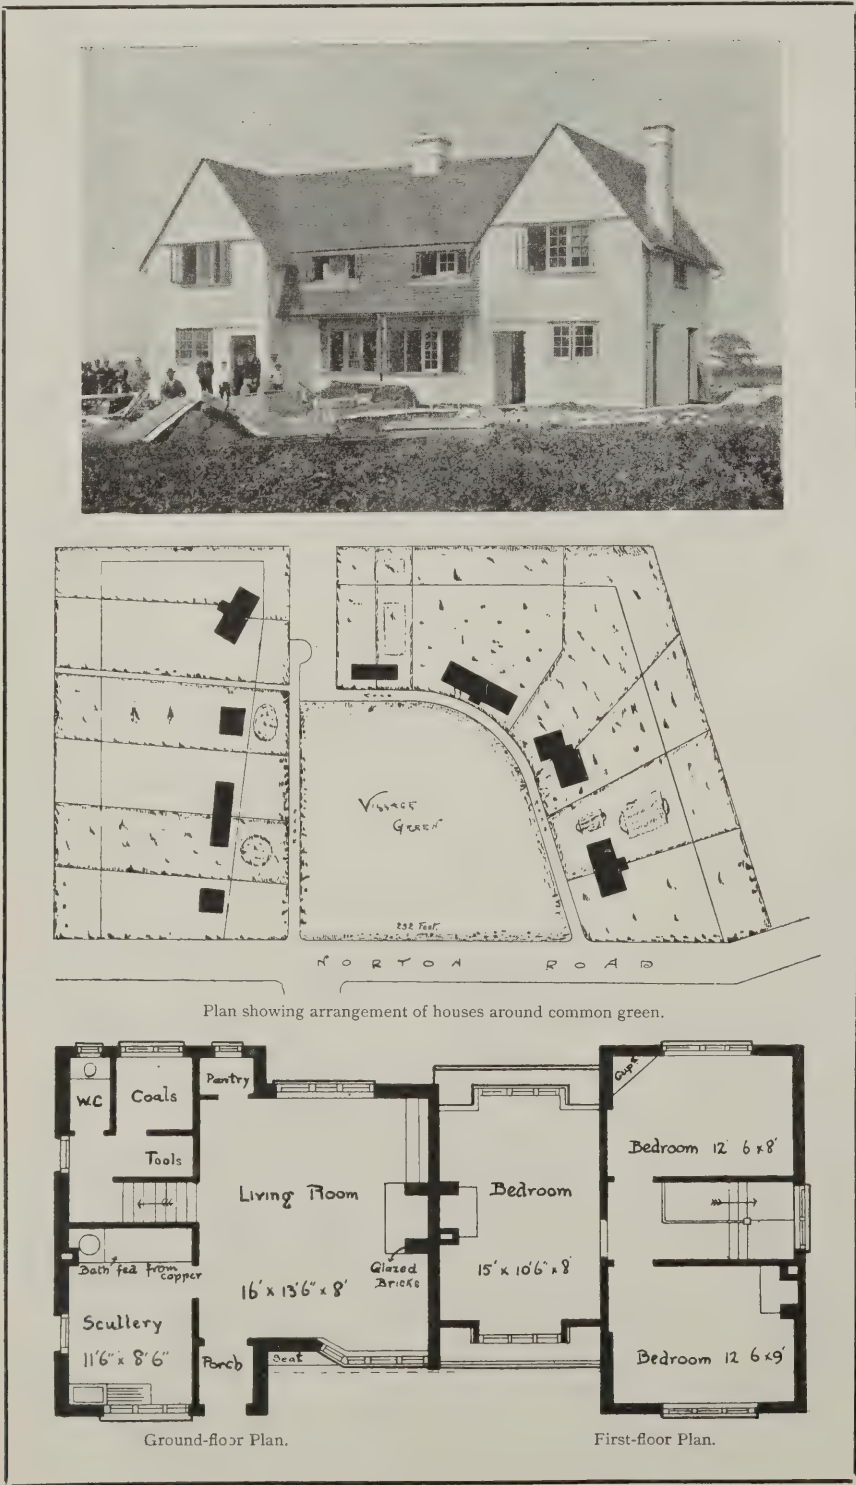 VILLAGE
GREEN
292 Feet.
NORTON ROAD
Plan showing arrangement of houses around common green.
W.C
Coals
Pantry
Tools
Living Room
16' x 13'6" x 8'
Glazed
Bricks
Bath fed from
copper
Scullery
11'6" x 8'6"
Porch
Seat
Ground-floor Plan.
Bedroom
15' x 10'6" x 8'
Cup'd
Bedroom 12' 6 x 8'
Bedroom 12 6 x 9'
First-floor Plan.